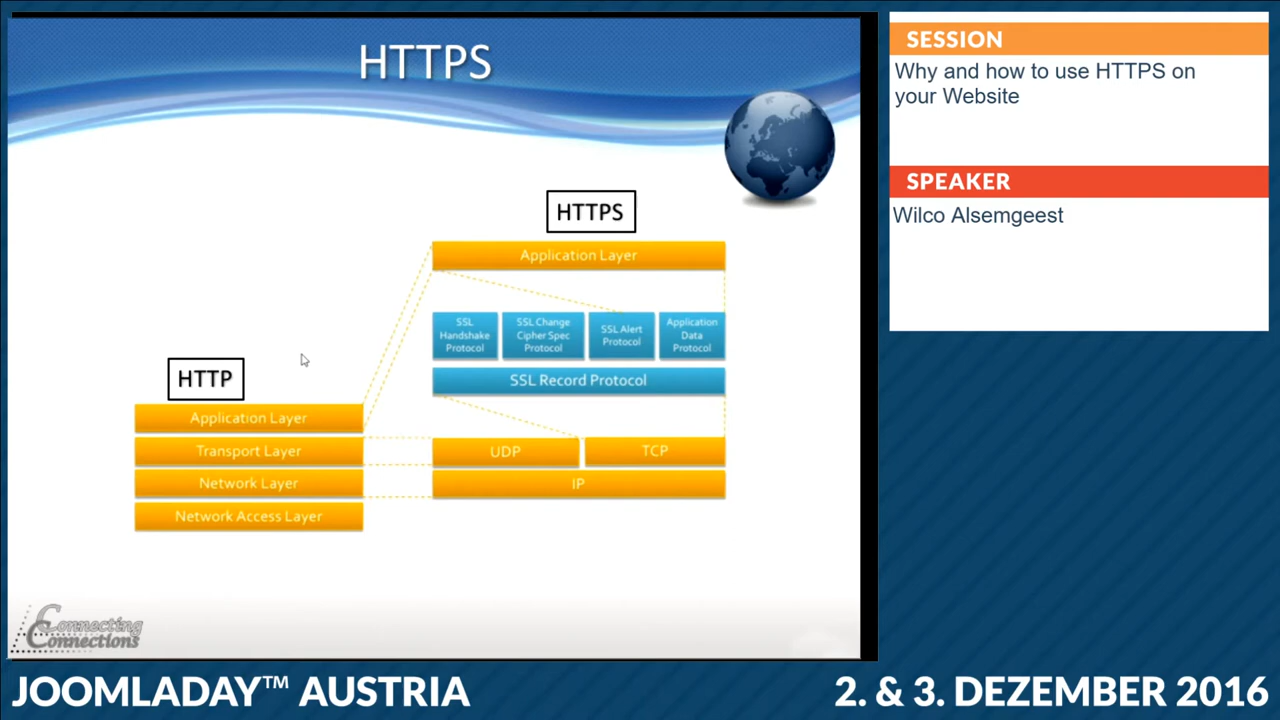 HTTPS
HTTPS
Application Layer
SSL
Handshake
Protocol
SSL Change
Cipher Spec
Protocol
SSL Alert
Protocol
Application
Data
Protocol
SSL Record Protocol
UDP
TCP
IP
HTTP
Application Layer
Transport Layer
Network Layer
Network Access Layer
Connecting
Connections
SESSION
Why and how to use HTTPS on
your Website
SPEAKER
Wilco Alsemgeest
JOOMLADAY™ AUSTRIA
2. & 3. DEZEMBER 2016